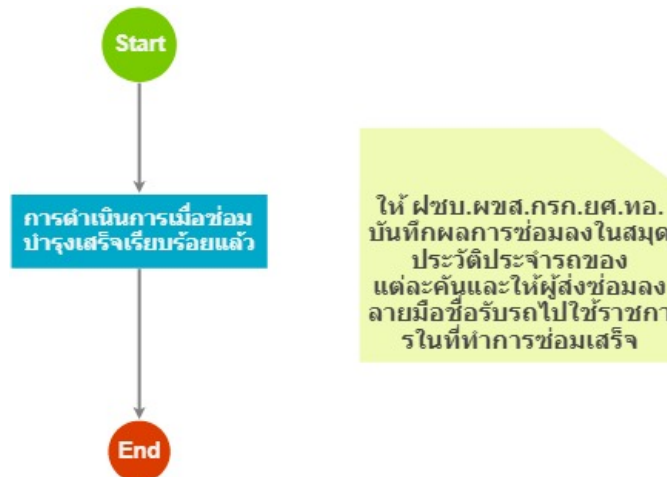 Start
การดำเนินการเมื่อซ่อม
บำรุงเสร็จเรียบร้อยแล้ว
End
ให้ ฝซบ.ผขส.กรก.ยศ.ทอ.
บันทึกผลการซ่อมลงในสมุด
ประวัติประจำรถของ
แต่ละคันและให้ผู้ส่งซ่อมลง
ลายมือชื่อรับรถไปใช้ราชกา
รในที่ทำการซ่อมเสร็จ